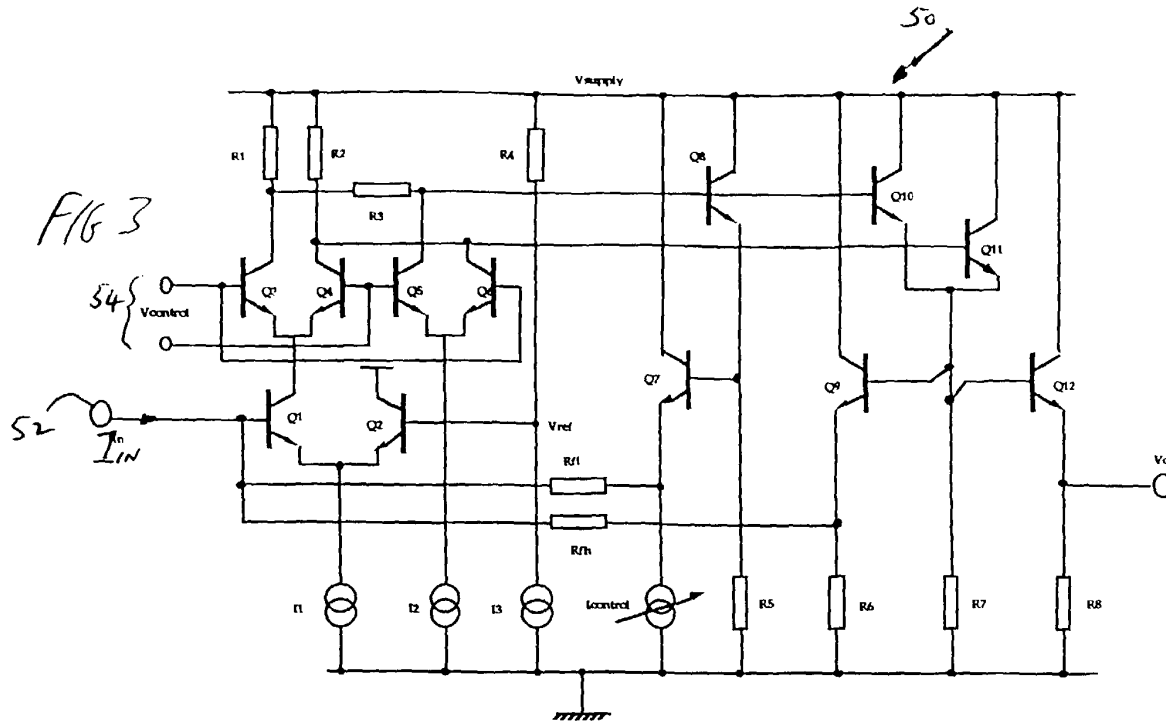 50
Vsupply
R1
R2
R4
Q8
Q10
R3
FIG 3
Q11
Q3
Q4
Q5
Q6
54
Vcontrol
Q7
Q9
Q12
Q1
Q2
Vref
52
In
IIN
Rfl
Rfh
I1
I2
I3
Icontrol
R5
R6
R7
R8